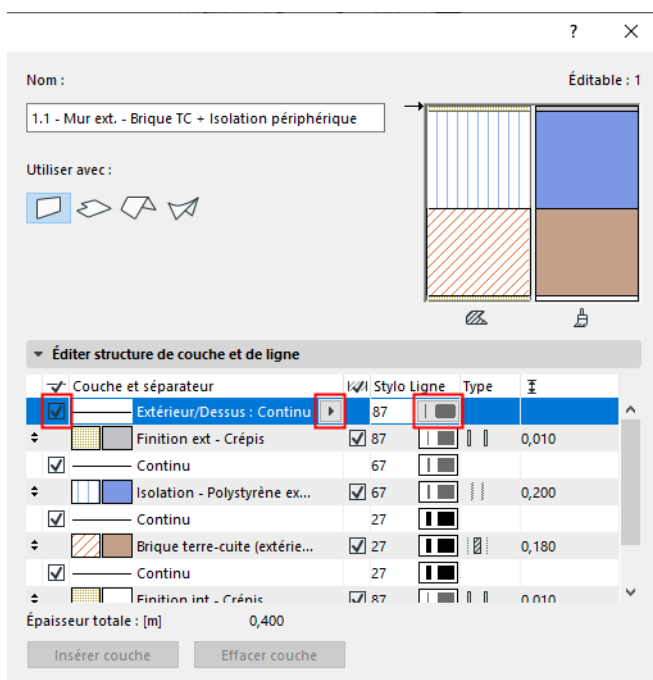 ?
Nom :
Éditable : 1
1.1 - Mur ext. - Brique TC + Isolation périphérique
Utiliser avec :
Éditer structure de couche et de ligne
Couche et séparateur Stylo Ligne Type
Extérieur/Dessus : Continu 87
Finition ext - Crépis 87 0,010
Continu 67
Isolation - Polystyrène ex... 67 0,200
Continu 27
Brique terre-cuite (extérie... 27 0,180
Continu 27
Finition int - Crépis 87 0,010
Épaisseur totale : [m] 0,400
Insérer couche Effacer couche